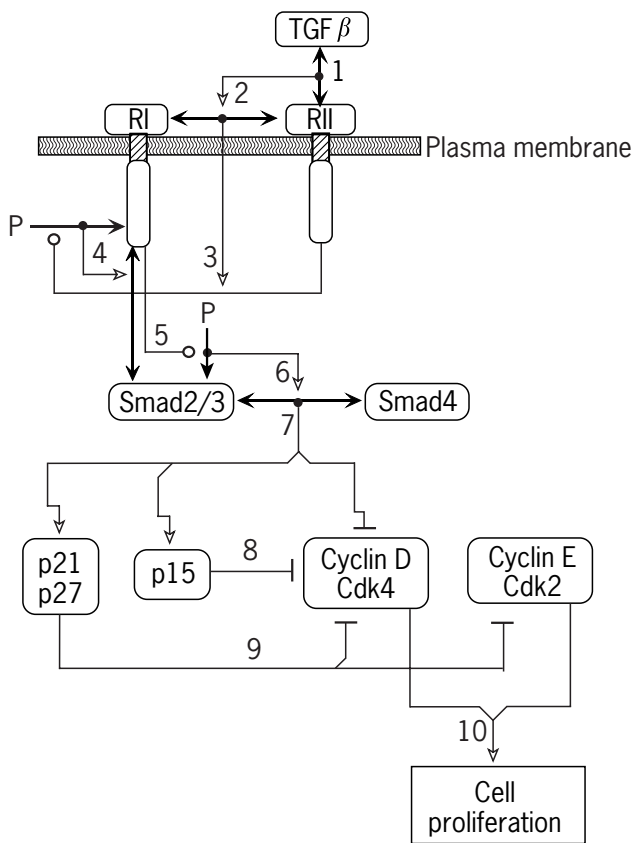 TGF β
1
2
RI
RII
Plasma membrane
P
4
3
P
5
6
Smad2/3
Smad4
7
p21
p27
p15
8
Cyclin D
Cdk4
Cyclin E
Cdk2
9
10
Cell
proliferation